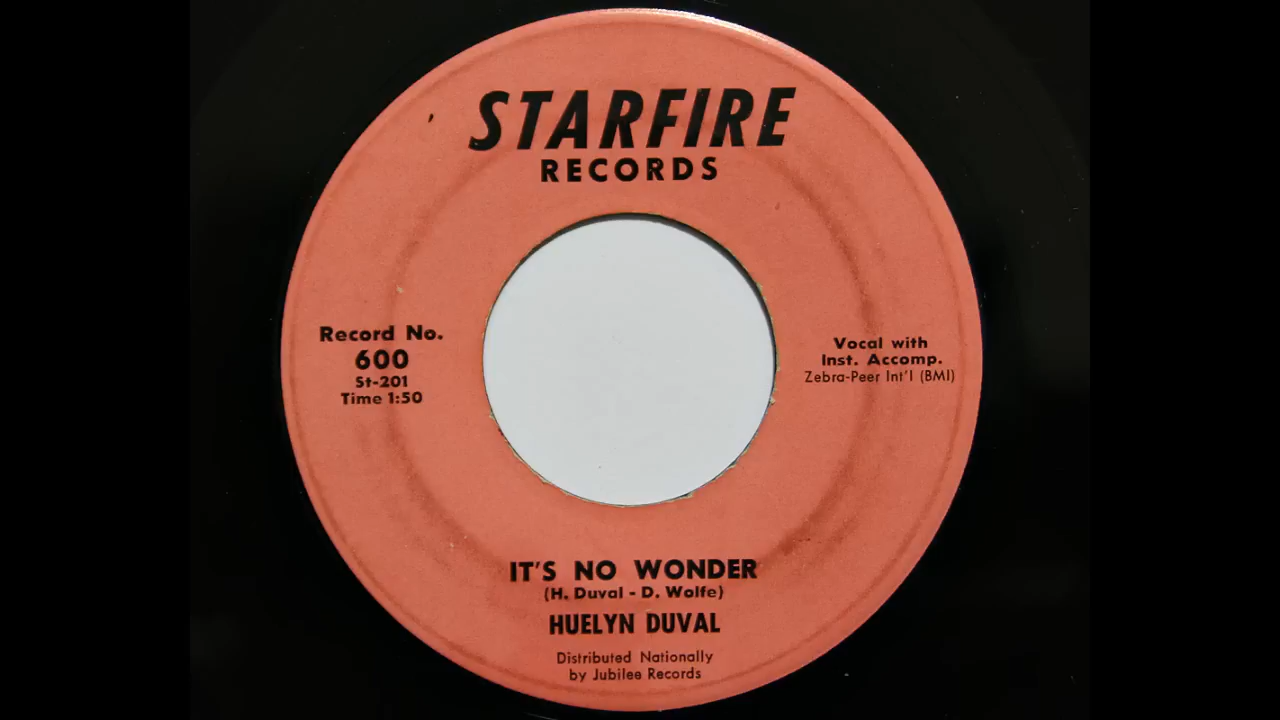 STARFIRE
RECORDS
Record No.
600
St-201
Time 1:50
Vocal with
Inst. Accomp.
Zebra-Peer Int'l (BMI)
IT'S NO WONDER
(H. Duval - D. Wolfe)
HUELYN DUVAL
Distributed Nationally
by Jubilee Records